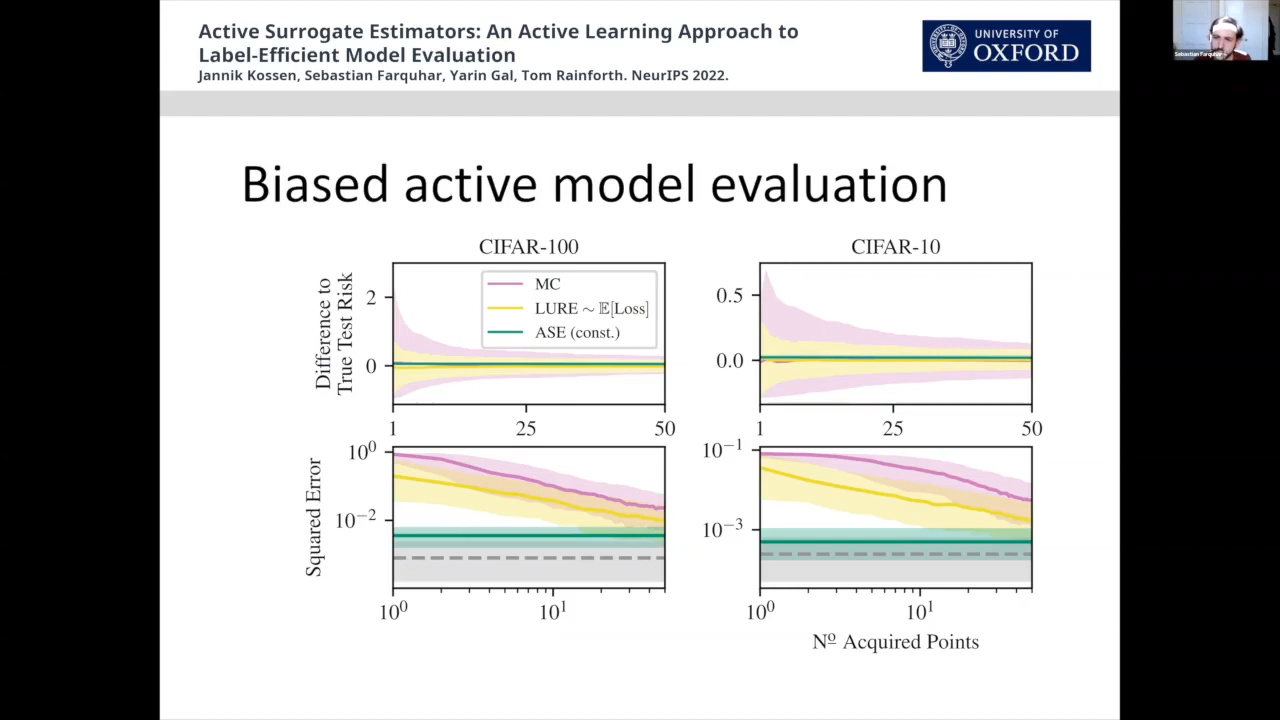 Active Surrogate Estimators: An Active Learning Approach to
Label-Efficient Model Evaluation
Jannik Kossen, Sebastian Farquhar, Yarin Gal, Tom Rainforth. NeurIPS 2022.
UNIVERSITY OF
OXFORD
Sebastian Farquhar
Biased active model evaluation
CIFAR-100
CIFAR-10
Difference to
True Test Risk
2
0
MC
LURE ∼ 𝔼[Loss]
ASE (const.)
0.5
0.0
1 25 50
1 25 50
Squared Error
10⁰
10⁻²
10⁻¹
10⁻³
10⁰ 10¹
10⁰ 10¹
Nº Acquired Points